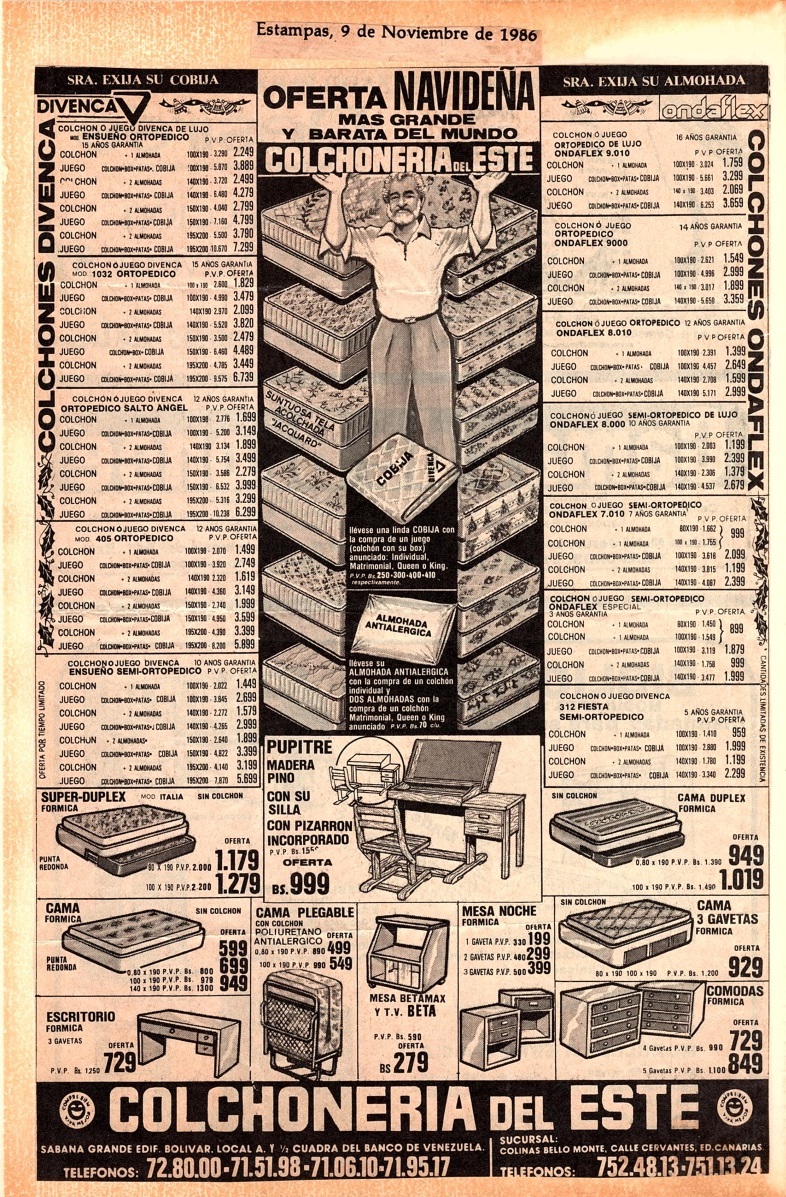 Estampas, 9 de Noviembre de 1986
SRA. EXIJA SU COBIJA
DIVENCA
COLCHONES DIVENCA
COLCHON O JUEGO DIVENCA DE LUJO
MOD. ENSUEÑO ORTOPEDICO
15 AÑOS GARANTIA P.V.P. OFERTA
COLCHON + 1 ALMOHADA 100X190 - 3.290 2.249
JUEGO COLCHON+BOX+PATAS+ COBIJA 100X190 - 5.870 3.889
COLCHON + 2 ALMOHADAS 140X190 - 3.720 2.499
JUEGO COLCHON+BOX+PATAS+ COBIJA 140X190 - 6.480 4.279
COLCHON + 2 ALMOHADAS 150X190 - 4.040 2.799
JUEGO COLCHON+BOX+PATAS+ COBIJA 150X190 - 7.160 4.799
COLCHON + 2 ALMOHADAS 195X200 - 5.500 3.790
JUEGO COLCHON+BOX+PATAS+ COBIJA 195X200 - 10.670 7.299
COLCHON ó JUEGO DIVENCA 15 AÑOS GARANTIA
MOD. 1032 ORTOPEDICO P.V.P. OFERTA
COLCHON + 1 ALMOHADA 100 x 190 - 2.600 1.829
JUEGO COLCHON+BOX+PATAS+ COBIJA 100X190 - 4.990 3.479
COLCHON + 2 ALMOHADAS 140X190 2.970 2.099
JUEGO COLCHON+BOX+PATAS+ COBIJA 140X190 - 5.520 3.820
COLCHON + 2 ALMOHADAS 150X190 - 3.500 2.479
JUEGO COLCHON+BOX+ COBIJA 150X190 - 6.460 4.489
COLCHON + 2 ALMOHADAS 195X200 - 4.785 3.449
JUEGO COLCHON+BOX+PATAS+ COBIJA 195X200 - 9.575 6.739
COLCHON ó JUEGO DIVENCA 12 AÑOS GARANTIA
ORTOPEDICO SALTO ANGEL P.V.P. OFERTA
COLCHON + 1 ALMOHADA 100X190 - 2.776 1.699
JUEGO COLCHON+BOX+PATAS+ COBIJA 100X190 - 5.200 3.149
COLCHON + 2 ALMOHADAS 140X190 3.134 1.899
JUEGO COLCHON+BOX+PATAS+ COBIJA 140X190 - 5.754 3.499
COLCHON + 2 ALMOHADAS 150X190 - 3.586 2.279
JUEGO COLCHON+BOX+PATAS+ COBIJA 150X190 - 6.532 3.999
COLCHON + 2 ALMOHADAS 195X200 - 5.316 3.299
JUEGO COLCHON+BOX+PATAS+ COBIJA 195X200 - 10.238 6.299
COLCHON ó JUEGO DIVENCA 12 AÑOS GARANTIA
MOD. 405 ORTOPEDICO P.V.P. OFERTA
COLCHON + 1 ALMOHADA 100X190 - 2.070 1.499
JUEGO COLCHON+BOX+PATAS+ COBIJA 100X190 - 3.920 2.749
COLCHON + 2 ALMOHADAS 140X190 2.320 1.619
JUEGO COLCHON+BOX+PATAS+ COBIJA 140X190 - 4.360 3.149
COLCHON + 2 ALMOHADAS 150X190 - 2.740 1.999
JUEGO COLCHON+BOX+PATAS+ COBIJA 150X190 - 4.950 3.599
COLCHON + 2 ALMOHADAS 195X200 - 4.390 3.399
JUEGO COLCHON+BOX+PATAS+ COBIJA 195X200 - 8.200 5.899
COLCHON O JUEGO DIVENCA 10 AÑOS GARANTIA
ENSUEÑO SEMI-ORTOPEDICO P.V.P. OFERTA
COLCHON + 1 ALMOHADA 100X190 - 2.022 1.449
JUEGO COLCHON+BOX+PATAS+ COBIJA 100X190 - 3.845 2.699
COLCHON + 2 ALMOHADAS 140X190 - 2.272 1.579
JUEGO COLCHON+BOX+PATAS+ COBIJA 140X190 - 4.265 2.999
COLCHON + 2 ALMOHADAS 150X190 - 2.640 1.899
JUEGO COLCHON+BOX+PATAS+ COBIJA 150X190 - 4.822 3.399
COLCHON + 2 ALMOHADAS 195X200 - 4.140 3.199
JUEGO COLCHON+BOX+PATAS+ COBIJA 195X200 - 7.870 5.699
OFERTA POR TIEMPO LIMITADO
OFERTA NAVIDEÑA
MAS GRANDE
Y BARATA DEL MUNDO
COLCHONERIA DEL ESTE
SUNTUOSA TELA
ACOLCHADA
"JACQUARD"
COBIJA
DIVENCA
llévese una linda COBIJA con
la compra de un juego
(colchón con su box)
anunciado: Individual,
Matrimonial, Queen o King.
P.V.P. Bs. 250-300-400-410
respectivamente.
ALMOHADA
ANTIALERGICA
llévese su
ALMOHADA ANTIALERGICA
con la compra de un colchón
individual y
DOS ALMOHADAS con la
compra de un colchón
Matrimonial, Queen o King
anunciado P.V.P. Bs.70 c/u.
SRA. EXIJA SU ALMOHADA
ondaflex
COLCHONES ONDAFLEX
COLCHON ó JUEGO 16 AÑOS GARANTIA
ORTOPEDICO DE LUJO
ONDAFLEX 9.010 P.V.P. OFERTA
COLCHON + 1 ALMOHADA 100X190 - 3.024 1.759
JUEGO COLCHON+BOX+PATAS+ COBIJA 100X190 - 5.661 3.299
COLCHON + 2 ALMOHADAS 140 x 190 - 3.403 2.069
JUEGO COLCHON+BOX+PATAS+ COBIJA 140X190 - 6.253 3.659
COLCHON ó JUEGO 14 AÑOS GARANTIA
ORTOPEDICO
ONDAFLEX 9000 P.V.P OFERTA
COLCHON + 1 ALMOHADA 100X190 - 2.621 1.549
JUEGO COLCHON+BOX+PATAS+ COBIJA 100X190 - 4.996 2.999
COLCHON + 2 ALMOHADAS 140 x 190 - 3.017 1.899
JUEGO COLCHON+BOX+PATAS+ COBIJA 140X190 - 5.650 3.359
COLCHON ó JUEGO ORTOPEDICO 12 AÑOS GARANTIA
ONDAFLEX 8.010 P.V.P OFERTA
COLCHON + 1 ALMOHADA 100X190 2.391 1.399
JUEGO COLCHON+BOX+PATAS+ COBIJA 100X190 4.457 2.649
COLCHON + 2 ALMOHADAS 140X190 2.708 1.599
JUEGO COLCHON+BOX+PATAS+ COBIJA 140X190 5.171 2.999
COLCHON ó JUEGO SEMI-ORTOPEDICO DE LUJO
ONDAFLEX 8.000 10 AÑOS GARANTIA
P.V.P OFERTA
COLCHON + 1 ALMOHADA 100X190 - 2.003 1.199
JUEGO COLCHON+BOX+PATAS+ COBIJA 100X190 - 3.990 2.399
COLCHON + 2 ALMOHADAS 140X190 - 2.306 1.379
JUEGO COLCHON+BOX+PATAS+ COBIJA 140X190 - 4.537 2.679
COLCHON ó JUEGO SEMI-ORTOPEDICO
ONDAFLEX 7.010 7 AÑOS GARANTIA
P.V.P OFERTA
COLCHON + 1 ALMOHADA 80X190 - 1.662
COLCHON + 1 ALMOHADA 100 x 190 - 1.755 999
JUEGO COLCHON+BOX+PATAS+ COBIJA 100X190 - 3.616 2.099
COLCHON + 2 ALMOHADAS 140X190 - 3.815 1.199
JUEGO COLCHON+BOX+PATAS+ COBIJA 140X190 - 4.087 2.399
COLCHON ó JUEGO SEMI-ORTOPEDICO
ONDAFLEX ESPECIAL
3 AÑOS GARANTIA P.V.P. OFERTA
COLCHON + 1 ALMOHADA 80X190 - 1.450
COLCHON + 1 ALMOHADA 100X190 - 1.549 899
JUEGO COLCHON+BOX+PATAS+ COBIJA 100X190 - 3.119 1.879
COLCHON + 2 ALMOHADAS 140X190 - 1.758 999
JUEGO COLCHON+BOX+PATAS+ COBIJA 140X190 - 3.477 1.999
COLCHON ó JUEGO DIVENCA
312 FIESTA 5 AÑOS GARANTIA
SEMI-ORTOPEDICO P.V.P OFERTA
COLCHON + 1 ALMOHADA 100X190 - 1.410 959
JUEGO COLCHON+BOX+PATAS+ COBIJA 100X190 - 2.880 1.999
COLCHON + 2 ALMOHADAS 140X190 1.780 1.199
JUEGO COLCHON+BOX+PATAS+ COBIJA 140X190 - 3.340 2.299
CANTIDADES LIMITADAS DE EXISTENCIA
SUPER-DUPLEX MOD ITALIA SIN COLCHON
FORMICA
PUNTA
REDONDA
OFERTA
80 X 190 P.V.P. 2.000 1.179
100 X 190 P.V.P. 2.200 1.279
PUPITRE
MADERA
PINO
CON SU
SILLA
CON PIZARRON
INCORPORADO
P.V.P Bs.
OFERTA
BS. 999
SIN COLCHON CAMA DUPLEX
FORMICA
OFERTA
0.80 x 190 P.V.P. Bs. 1.390 949
100 x 190 P.V.P. Bs. 1.490 1.019
CAMA
FORMICA
SIN COLCHON
PUNTA
REDONDA
OFERTA
0,80 x 190 P.V.P. Bs. 800 599
100 x 190 P.V.P. Bs. 979 699
140 x 190 P.V.P. Bs. 1300 949
CAMA PLEGABLE
CON COLCHON
POLIURETANO
ANTIALERGICO OFERTA
0,80 x 190 P.V.P. 890 499
100 x 190 P.V.P. 990 549
MESA BETAMAX
Y T.V. BETA
P.V.P. Bs. 590
OFERTA
BS 279
MESA NOCHE
FORMICA OFERTA
1 GAVETA P.V.P. 330 199
2 GAVETAS P.V.P. 480 299
3 GAVETAS P.V.P. 500 399
SIN COLCHON
CAMA
3 GAVETAS
FORMICA
OFERTA
80 x 190 100 x 190 P.V.P. Bs. 1.200 929
ESCRITORIO
FORMICA
3 GAVETAS
OFERTA
P.V.P. Bs. 1250 729
COMODAS
FORMICA
OFERTA
4 Gavetas P.V.P. Bs. 990 729
5 Gavetas P.V.P. Bs. 1.100 849
COLCHONERIA DEL ESTE
SABANA GRANDE EDIF. BOLIVAR, LOCAL A. Y ½ CUADRA DEL BANCO DE VENEZUELA.
TELEFONOS: 72.80.00-71.51.98-71.06.10-71.95.17
SUCURSAL:
COLINAS BELLO MONTE, CALLE CERVANTES, ED. CANARIAS
TELEFONOS: 752.48.13-751.13.24